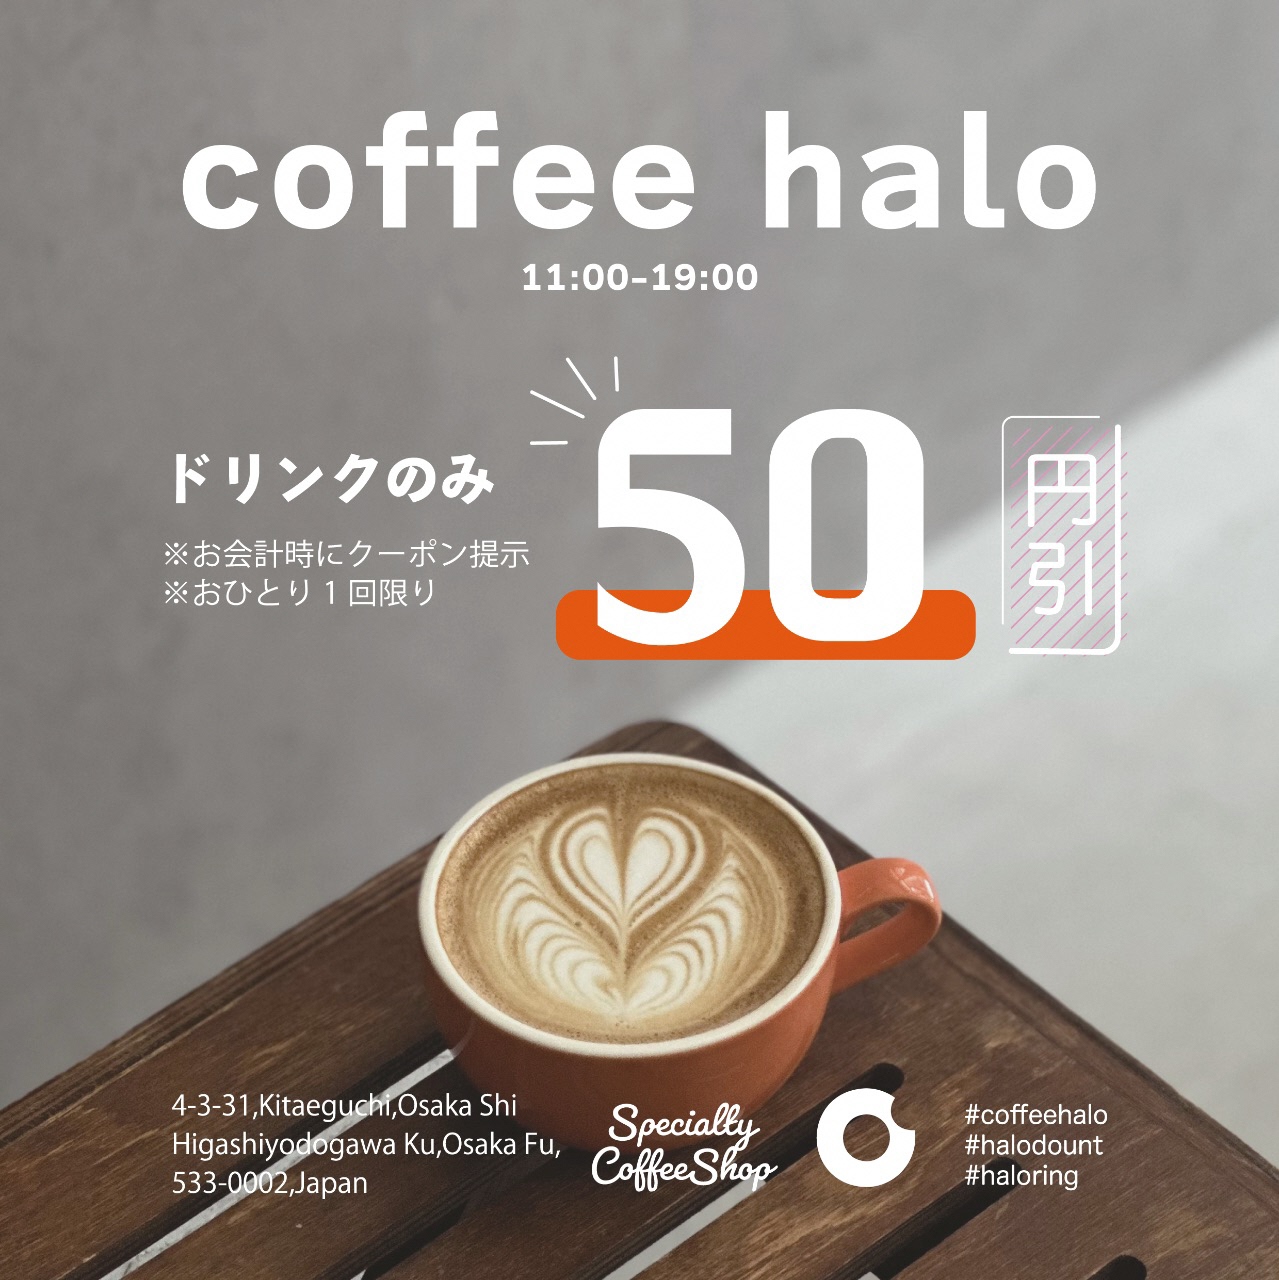 coffee halo
11:00-19:00
ドリンクのみ
※お会計時にクーポン提示
※おひとり 1 回限り
50
円引
4-3-31,Kitaeguchi,Osaka Shi
Higashiyodogawa Ku,Osaka Fu,
533-0002,Japan
Specialty
CoffeeShop
#coffeehalo
#halodount
#haloring